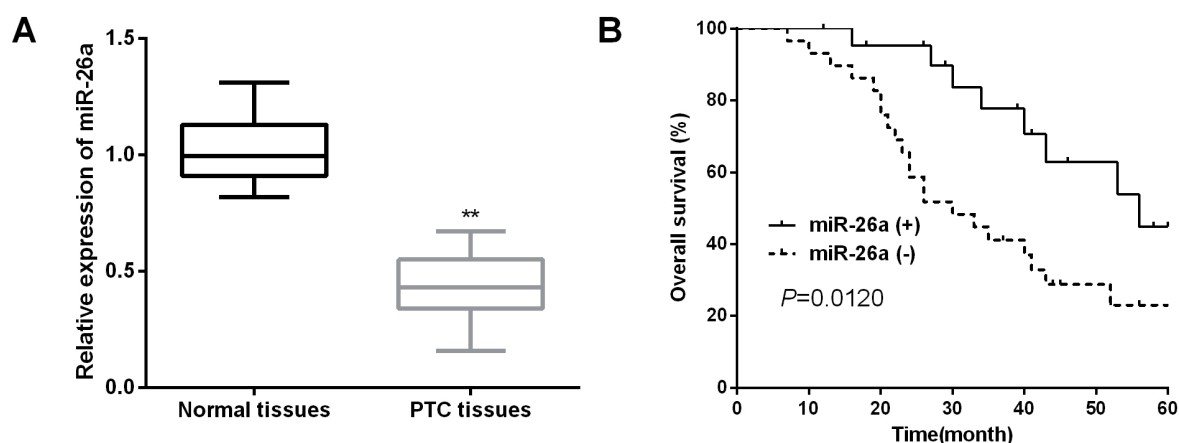 A
Relative expression of miR-26a
1.5
1.0
0.5
0.0
**
Normal tissues
PTC tissues
B
Overall survival (%)
100
80
60
40
20
0
miR-26a (+)
miR-26a (-)
P=0.0120
0 10 20 30 40 50 60
Time(month)